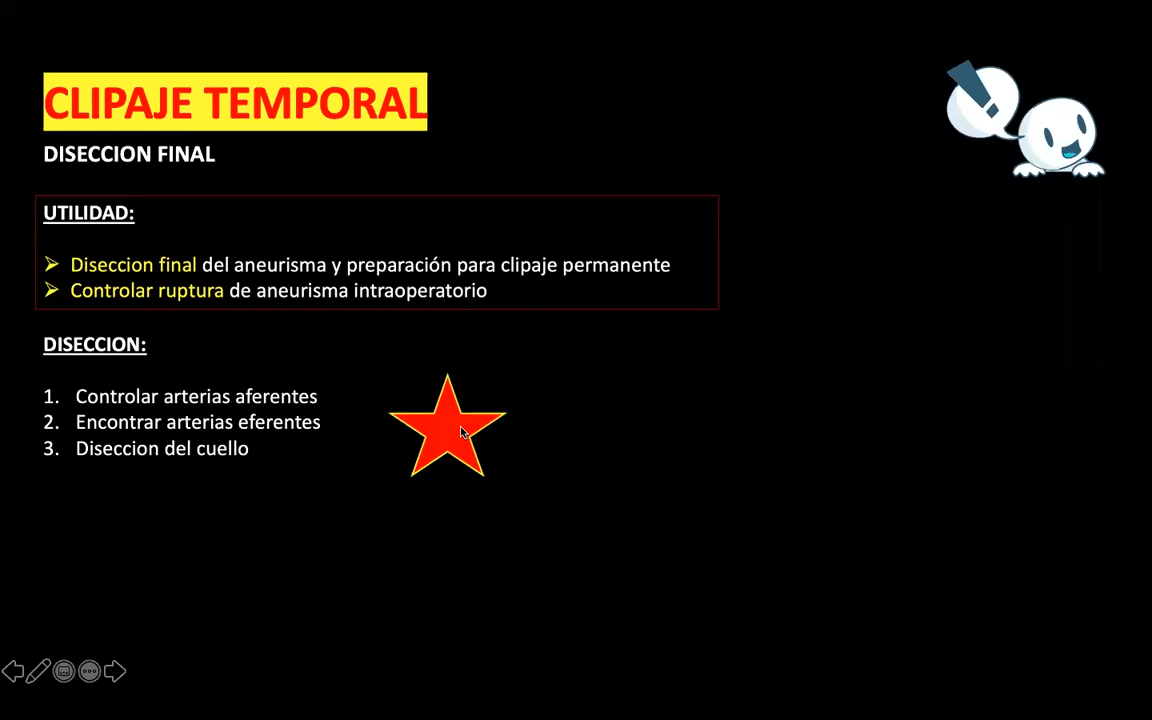 CLIPAJE TEMPORAL
DISECCION FINAL
UTILIDAD:
Diseccion final del aneurisma y preparación para clipaje permanente
Controlar ruptura de aneurisma intraoperatorio
DISECCION:
1. Controlar arterias aferentes
2. Encontrar arterias eferentes
3. Diseccion del cuello